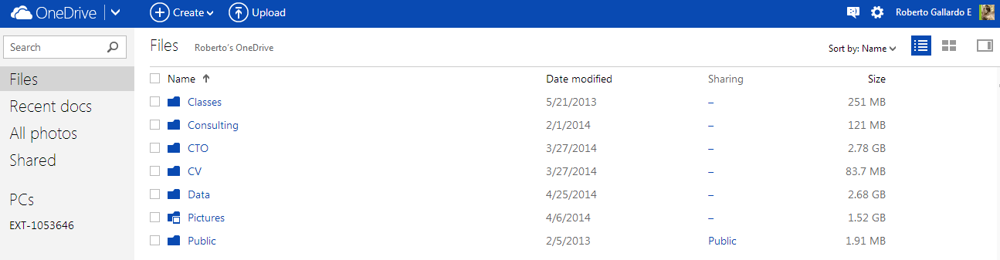 OneDrive Create Upload Roberto Gallardo E
Search
Files Roberto's OneDrive Sort by: Name
Files
Recent docs
All photos
Shared
PCs
EXT-1053646
Name Date modified Sharing Size
Classes 5/21/2013 – 251 MB
Consulting 2/1/2014 – 121 MB
CTO 3/27/2014 – 2.78 GB
CV 3/27/2014 – 83.7 MB
Data 4/25/2014 – 2.68 GB
Pictures 4/6/2014 – 1.52 GB
Public 2/5/2013 Public 1.91 MB